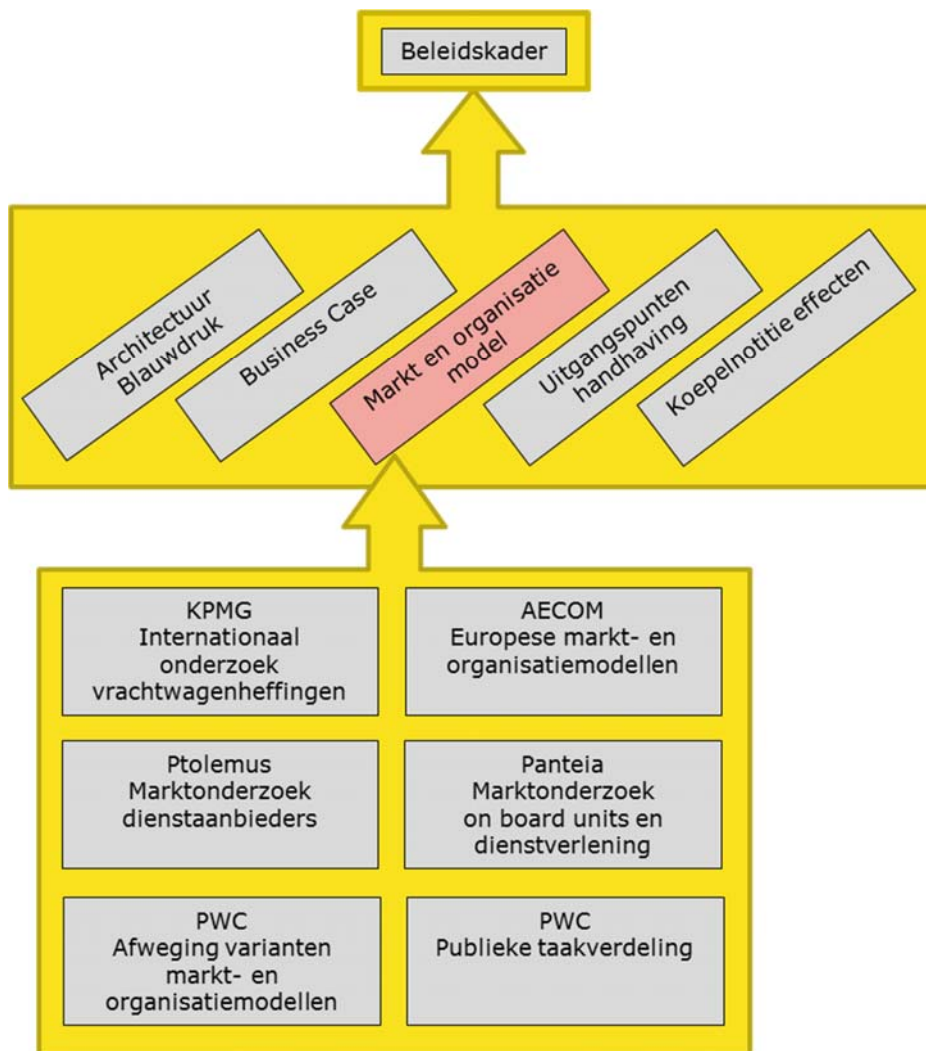 Beleidskader
Architectuur
Blauwdruk
Business Case
Markt en organisatie
model
Uitgangspunten
handhaving
Koepelnotitie effecten
KPMG
Internationaal
onderzoek
vrachtwagenheffingen
AECOM
Europese markt- en
organisatiemodellen
Ptolemus
Marktonderzoek
dienstaanbieders
Panteia
Marktonderzoek
on board units en
dienstverlening
PWC
Afweging varianten
markt- en
organisatiemodellen
PWC
Publieke taakverdeling